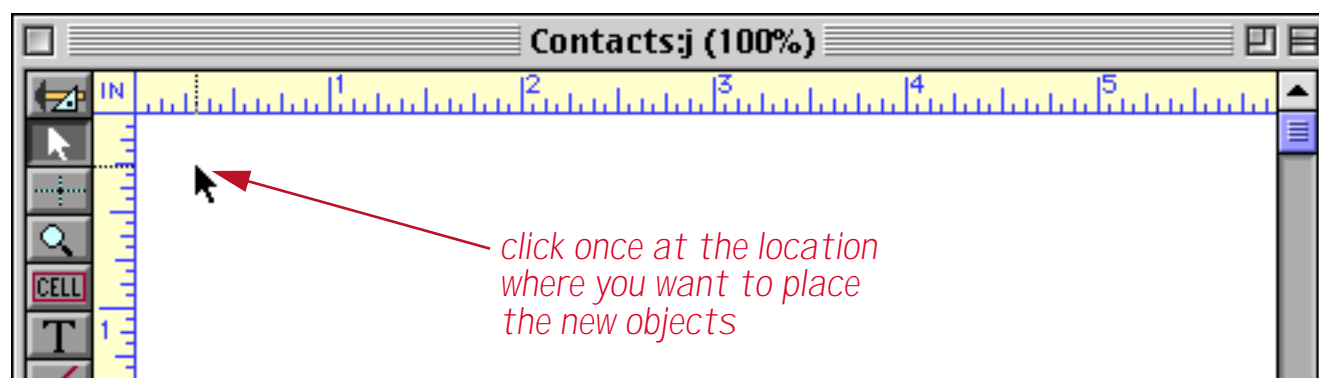 Contacts:j (100%)
IN 1 2 3 4 5
CELL
T 1
click once at the location
where you want to place
the new objects